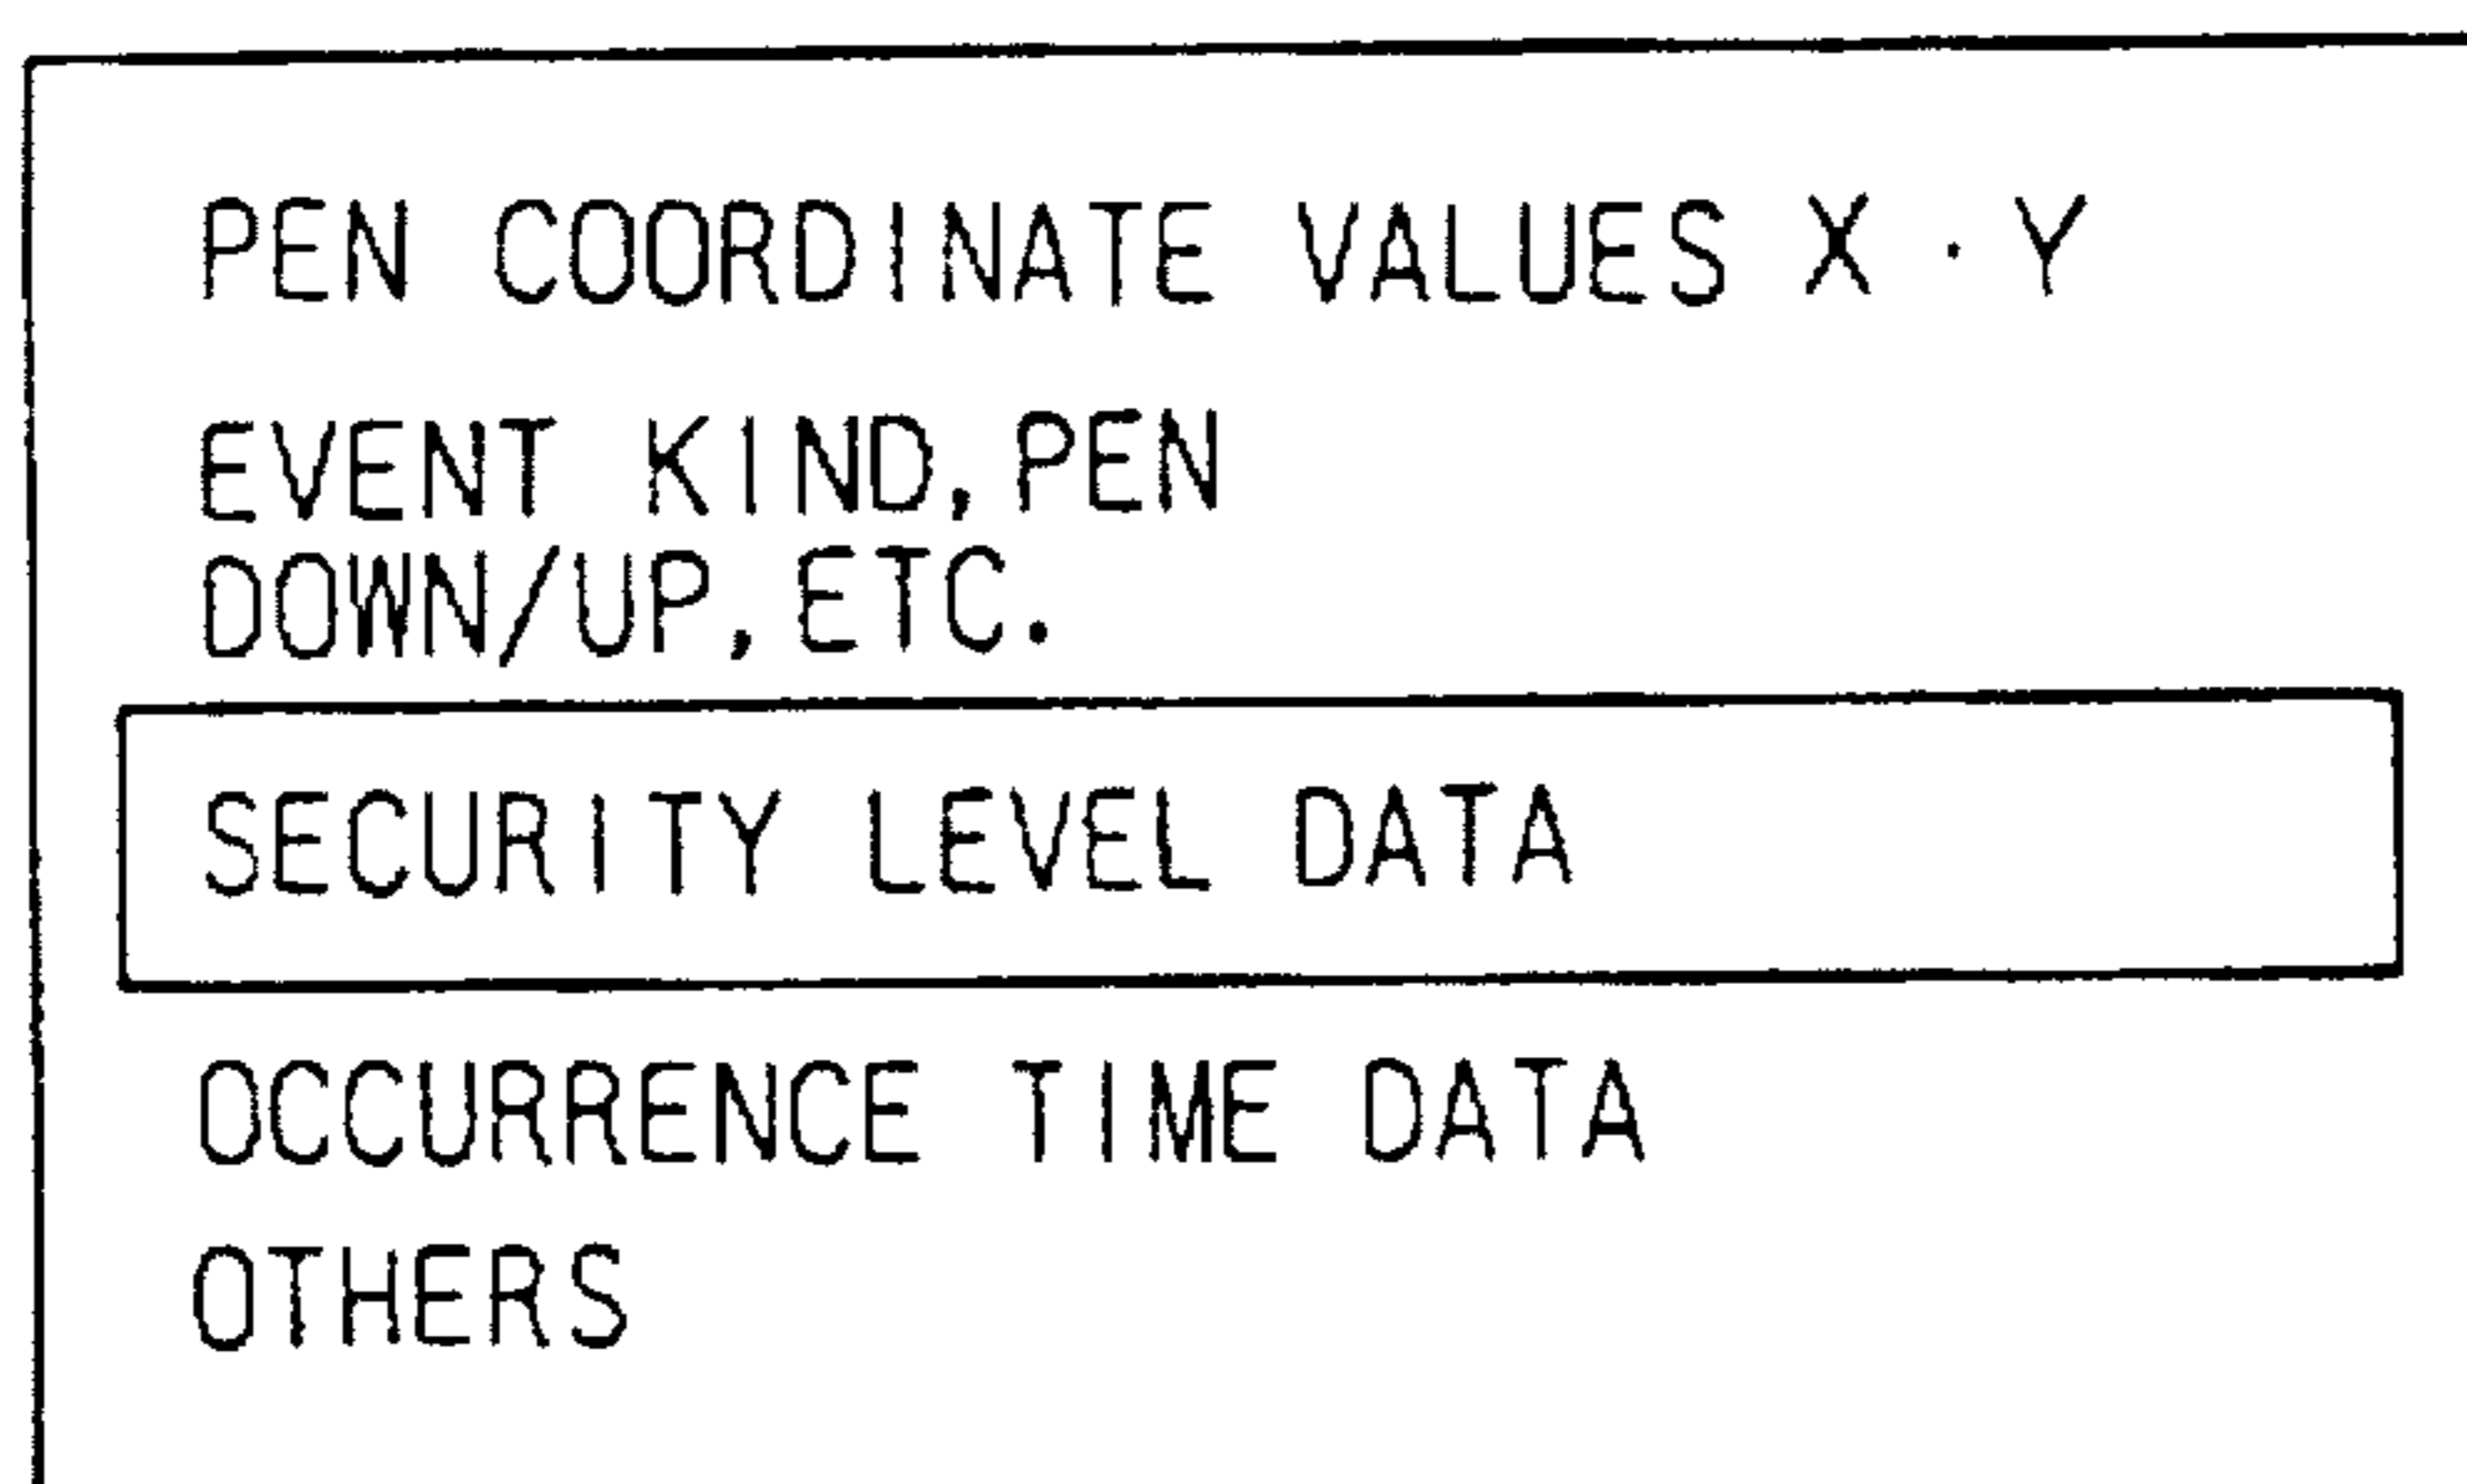 PEN COORDINATE VALUES X · Y
EVENT KIND,PEN
DOWN/UP,ETC.
SECURITY LEVEL DATA
OCCURRENCE TIME DATA
OTHERS